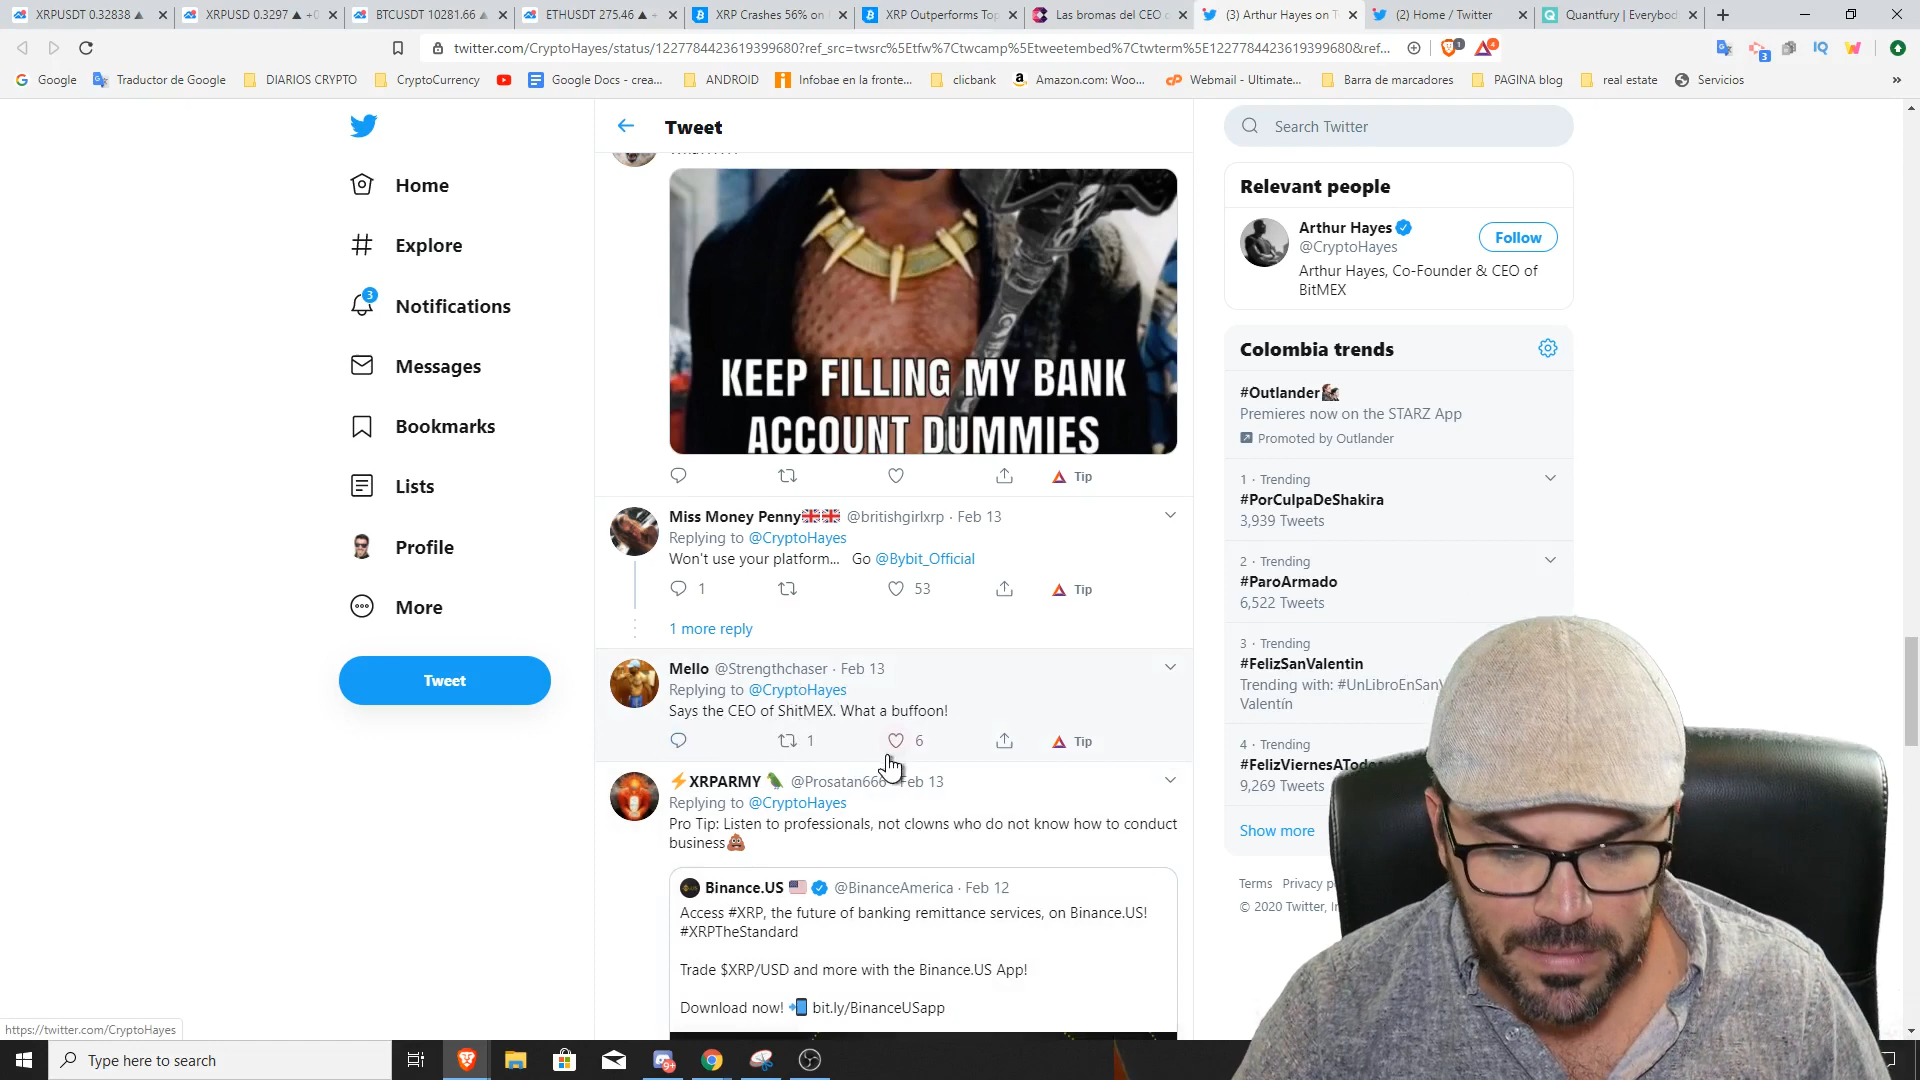 XRPUSDT 0.32838 ▲
XRPUSD 0.3297 ▲ +0
BTCUSDT 10281.66 ▲
ETHUSDT 275.46 ▲ +
XRP Crashes 56% on
XRP Outperforms Top
Las bromas del CEO
(3) Arthur Hayes on T
(2) Home / Twitter
Quantfury | Everybod
twitter.com/CryptoHayes/status/1227784423619399680?ref_src=twsrc%5Etfw%7Ctwcamp%5Etweetembed%7Ctwterm%5E1227784423619399680&ref...
Google
Traductor de Google
DIARIOS CRYPTO
CryptoCurrency
Google Docs - crea...
ANDROID
Infobae en la fronte...
clicbank
Amazon.com: Woo...
Webmail - Ultimate...
Barra de marcadores
PAGINA blog
real estate
Servicios
Home
Explore
3
Notifications
Messages
Bookmarks
Lists
Profile
More
Tweet
Tweet
KEEP FILLING MY BANK
ACCOUNT DUMMIES
Tip
Miss Money Penny🇬🇧🇬🇧 @britishgirlxrp · Feb 13
Replying to @CryptoHayes
Won't use your platform... Go @Bybit_Official
1 53 Tip
1 more reply
Mello @Strengthchaser · Feb 13
Replying to @CryptoHayes
Says the CEO of ShitMEX. What a buffoon!
1 6 Tip
⚡XRPARMY 🦜 @Prosatan666 Feb 13
Replying to @CryptoHayes
Pro Tip: Listen to professionals, not clowns who do not know how to conduct
business💩
Binance.US 🇺🇸 @BinanceAmerica · Feb 12
Access #XRP, the future of banking remittance services, on Binance.US!
#XRPTheStandard
Trade $XRP/USD and more with the Binance.US App!
Download now! 📲 bit.ly/BinanceUSapp
Search Twitter
Relevant people
Arthur Hayes
@CryptoHayes
Follow
Arthur Hayes, Co-Founder & CEO of
BitMEX
Colombia trends
#Outlander
Premieres now on the STARZ App
Promoted by Outlander
1 · Trending
#PorCulpaDeShakira
3,939 Tweets
2 · Trending
#ParoArmado
6,522 Tweets
3 · Trending
#FelizSanValentin
Trending with: #UnLibroEnSanV
Valentín
4 · Trending
#FelizViernesATodo
9,269 Tweets
Show more
Terms Privacy p
© 2020 Twitter, In
https://twitter.com/CryptoHayes
Type here to search